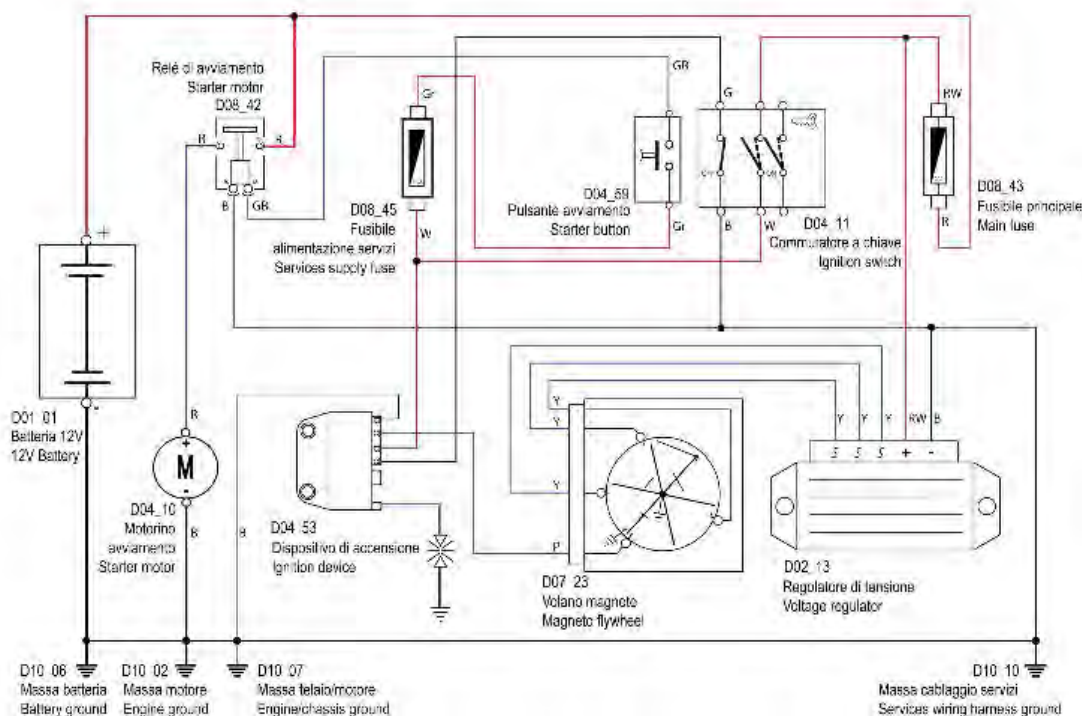 Relé di avviamento
Starter motor
D08_42
R
R
B
GB
GB
Gr
D08_45
Fusibile
alimentazione servizi
Services supply fuse
W
D04_59
Pulsante avviamento
Starter button
Gr
G
OFF
ON
B
W
D04_11
Commutatore a chiave
Ignition switch
RW
R
D08_43
Fusibile principale
Main fuse
+
-
D01_01
Batteria 12V
12V Battery
R
+
M
-
D04_10
Motorino
avviamento
Starter motor
B
B
D04_53
Dispositivo di accensione
Ignition device
Y
Y
Y
P
D07_23
Volano magnete
Magneto flywheel
Y
Y
Y
RW
B
S
S
S
+
-
D02_13
Regolatore di tensione
Voltage regulator
D10_06
Massa batteria
Battery ground
D10_02
Massa motore
Engine ground
D10_07
Massa telaio/motore
Engine/chassis ground
D10_10
Massa cablaggio servizi
Services wiring harness ground